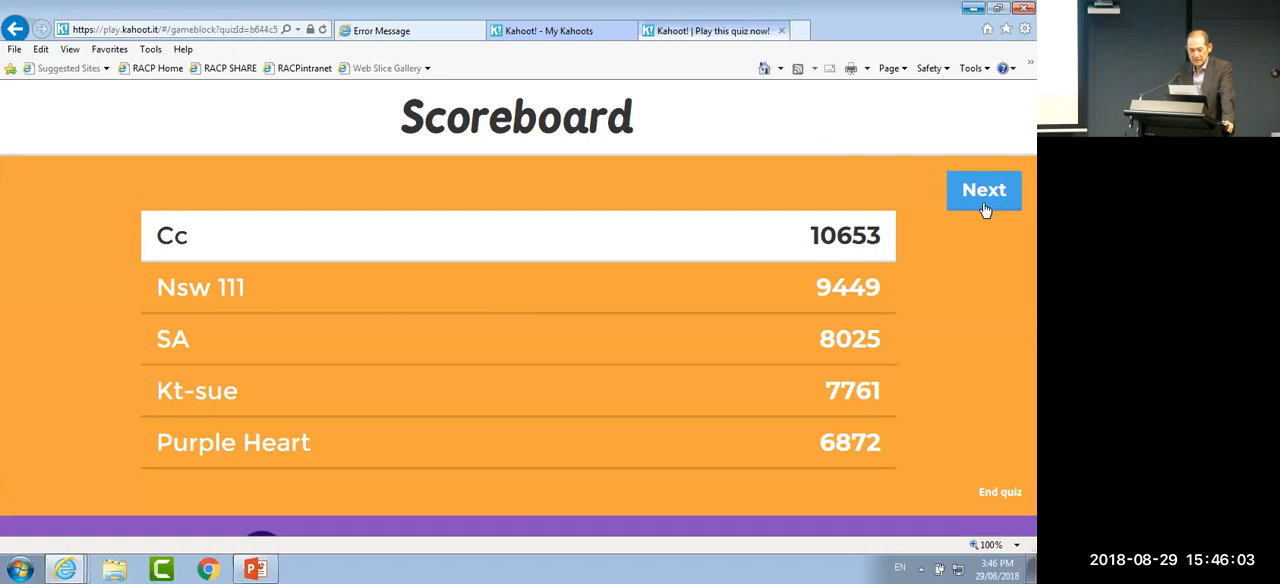 https://play.kahoot.it/#/gameblock?quizId=b644c5
Error Message
Kahoot! - My Kahoots
Kahoot! | Play this quiz now!
File Edit View Favorites Tools Help
Suggested Sites RACP Home RACP SHARE RACPintranet Web Slice Gallery Page Safety Tools
Scoreboard
Next
Cc 10653
Nsw 111 9449
SA 8025
Kt-sue 7761
Purple Heart 6872
End quiz
100%
EN 3:46 PM
29/08/2018
2018-08-29 15:46:03